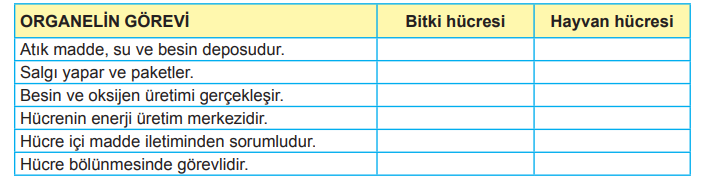 ORGANELİN GÖREVİ Bitki hücresi Hayvan hücresi
Atık madde, su ve besin deposudur.
Salgı yapar ve paketler.
Besin ve oksijen üretimi gerçekleşir.
Hücrenin enerji üretim merkezidir.
Hücre içi madde iletiminden sorumludur.
Hücre bölünmesinde görevlidir.